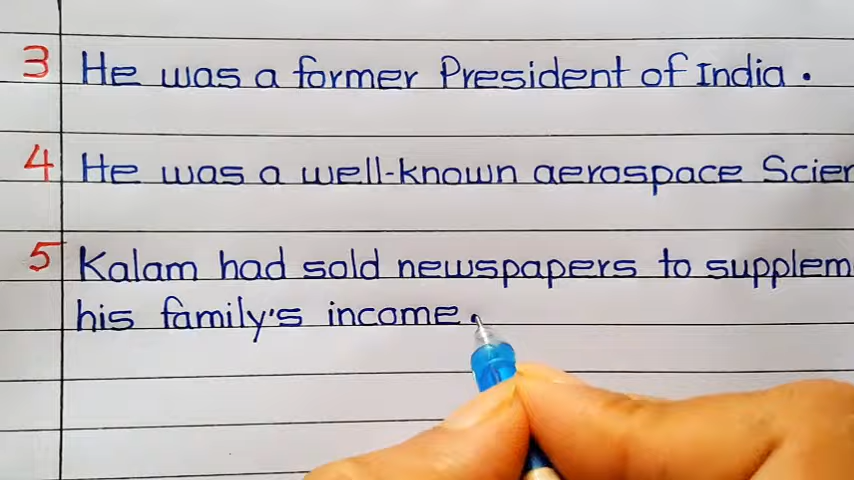 3 He was a former President of India.
4 He was a well-known aerospace Scien
5 Kalam had sold newspapers to supplem
his family's income.